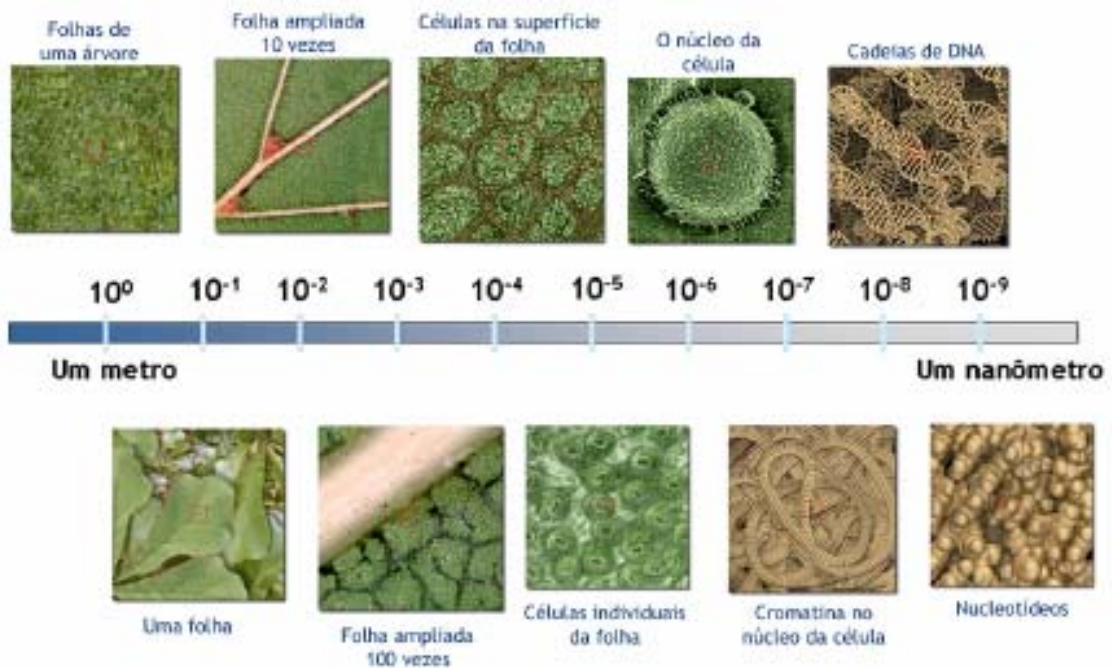 Folhas de
uma árvore
Folha ampliada
10 vezes
Células na superfície
da folha
O núcleo da
célula
Cadeias de DNA
10⁰ 10⁻¹ 10⁻² 10⁻³ 10⁻⁴ 10⁻⁵ 10⁻⁶ 10⁻⁷ 10⁻⁸ 10⁻⁹
Um metro
Um nanômetro
Uma folha
Folha ampliada
100 vezes
Células individuais
da folha
Cromatina no
núcleo da célula
Nucleotídeos